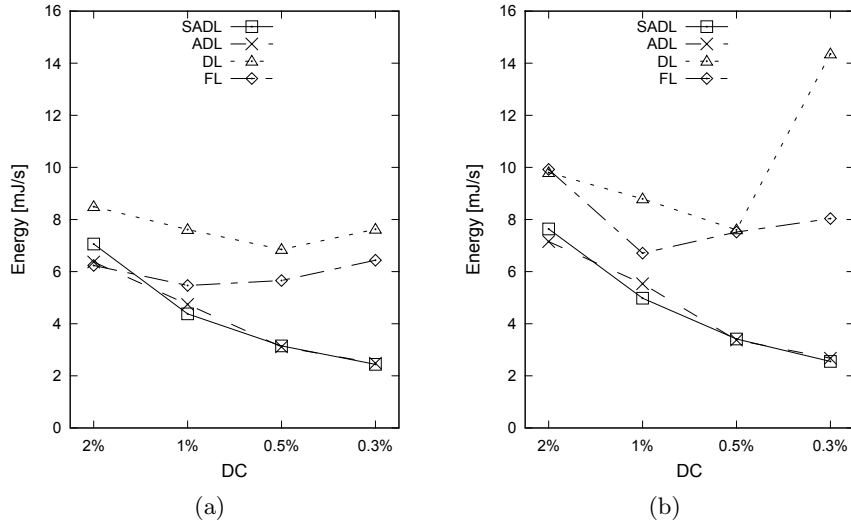 16
14
12
10
8
6
4
2
0
Energy [mJ/s]
SADL
ADL
DL
FL
2%
1%
0.5%
0.3%
DC
(a)
16
14
12
10
8
6
4
2
0
Energy [mJ/s]
SADL
ADL
DL
FL
2%
1%
0.5%
0.3%
DC
(b)